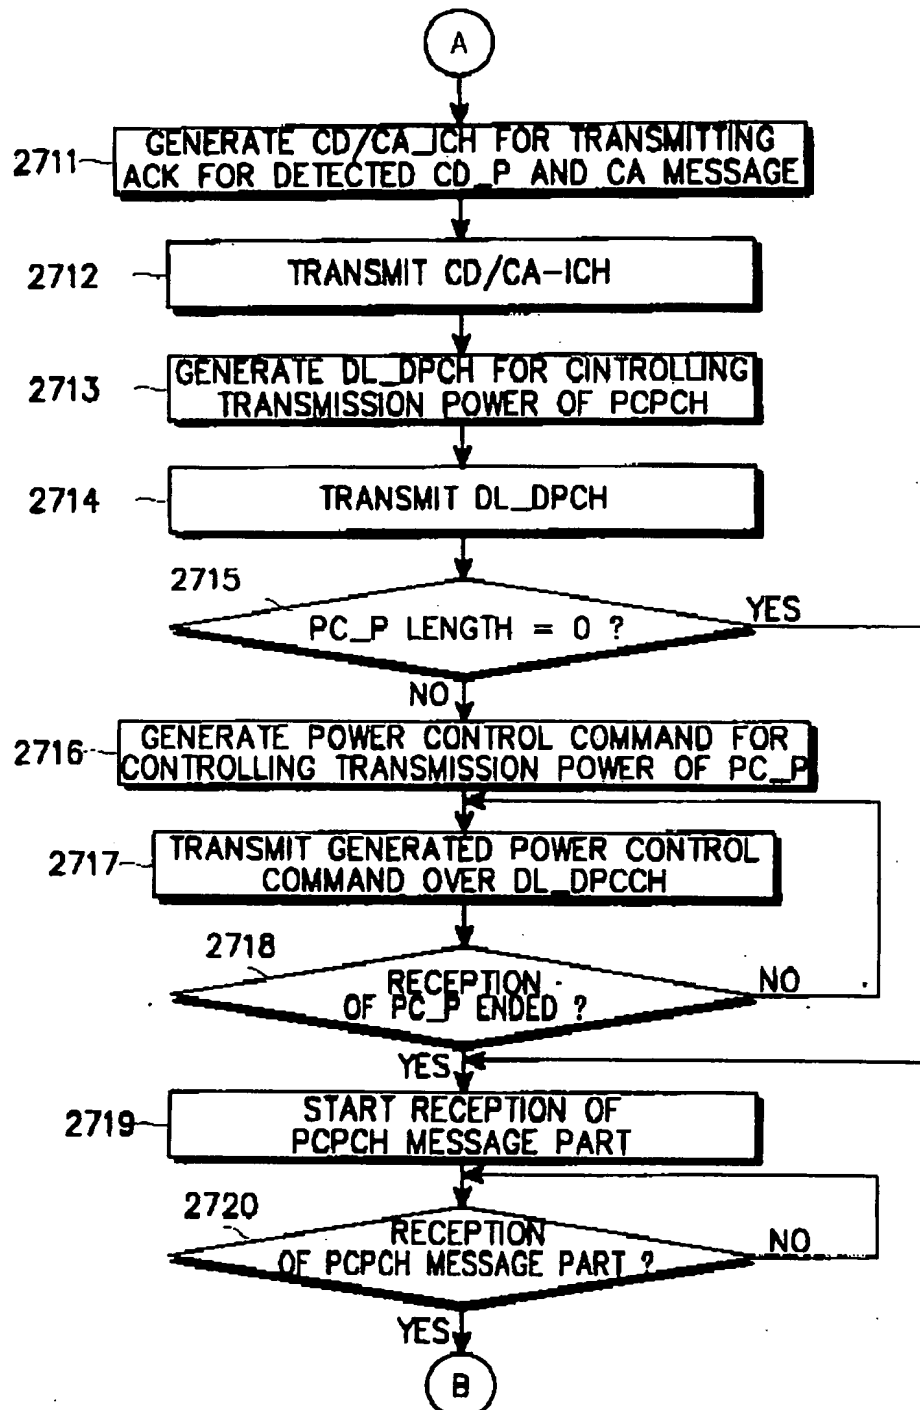 A
2711
GENERATE CD/CA_ICH FOR TRANSMITTING
ACK FOR DETECTED CD_P AND CA MESSAGE
2712
TRANSMIT CD/CA-ICH
2713
GENERATE DL_DPCH FOR CINTROLLING
TRANSMISSION POWER OF PCPCH
2714
TRANSMIT DL_DPCH
2715
PC_P LENGTH = 0 ?
YES
NO
2716
GENERATE POWER CONTROL COMMAND FOR
CONTROLLING TRANSMISSION POWER OF PC_P
2717
TRANSMIT GENERATED POWER CONTROL
COMMAND OVER DL_DPCCH
2718
RECEPTION
OF PC_P ENDED ?
NO
YES
2719
START RECEPTION OF
PCPCH MESSAGE PART
2720
RECEPTION
OF PCPCH MESSAGE PART ?
NO
YES
B